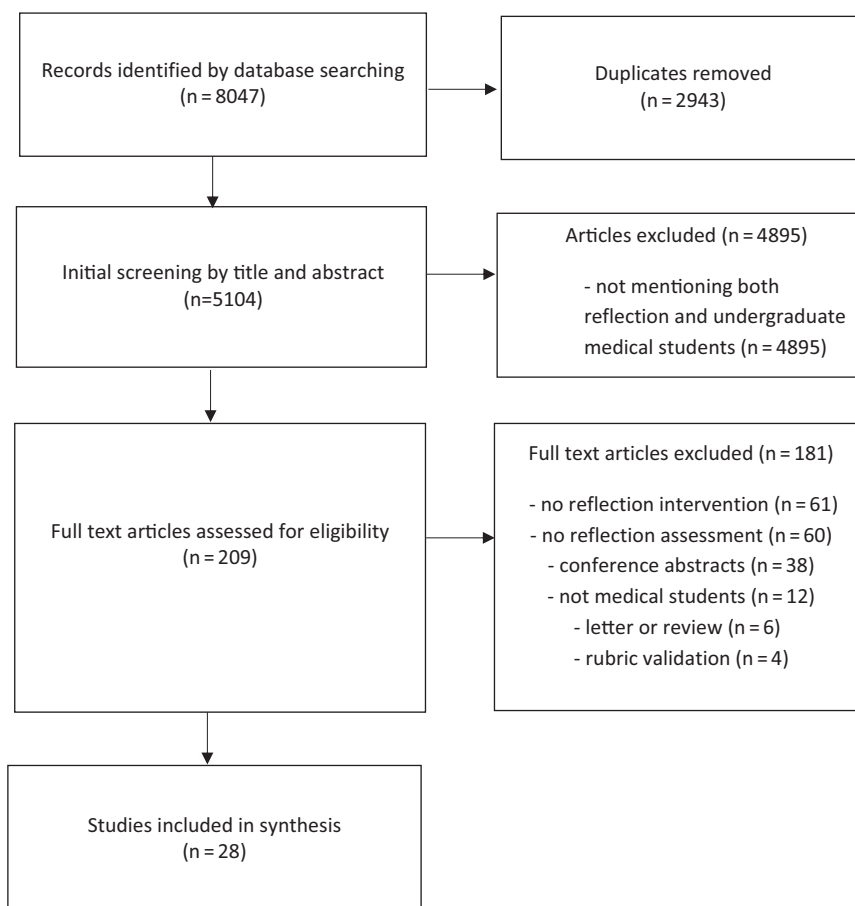 Records identified by database searching
(n = 8047)
Duplicates removed
(n = 2943)
Initial screening by title and abstract
(n=5104)
Articles excluded (n = 4895)
- not mentioning both
reflection and undergraduate
medical students (n = 4895)
Full text articles assessed for eligibility
(n = 209)
Full text articles excluded (n = 181)
- no reflection intervention (n = 61)
- no reflection assessment (n = 60)
- conference abstracts (n = 38)
- not medical students (n = 12)
- letter or review (n = 6)
- rubric validation (n = 4)
Studies included in synthesis
(n = 28)